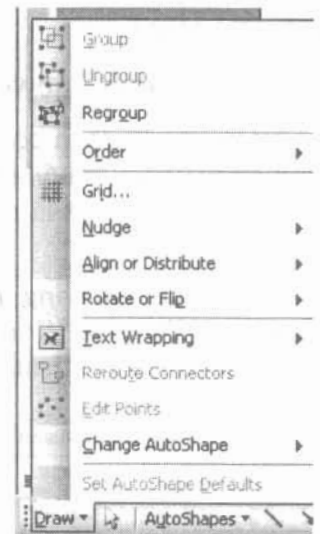 Group
Ungroup
Regroup
Order
Grid...
Nudge
Align or Distribute
Rotate or Flip
Text Wrapping
Reroute Connectors
Edit Points
Change AutoShape
Set AutoShape Defaults
Draw AutoShapes